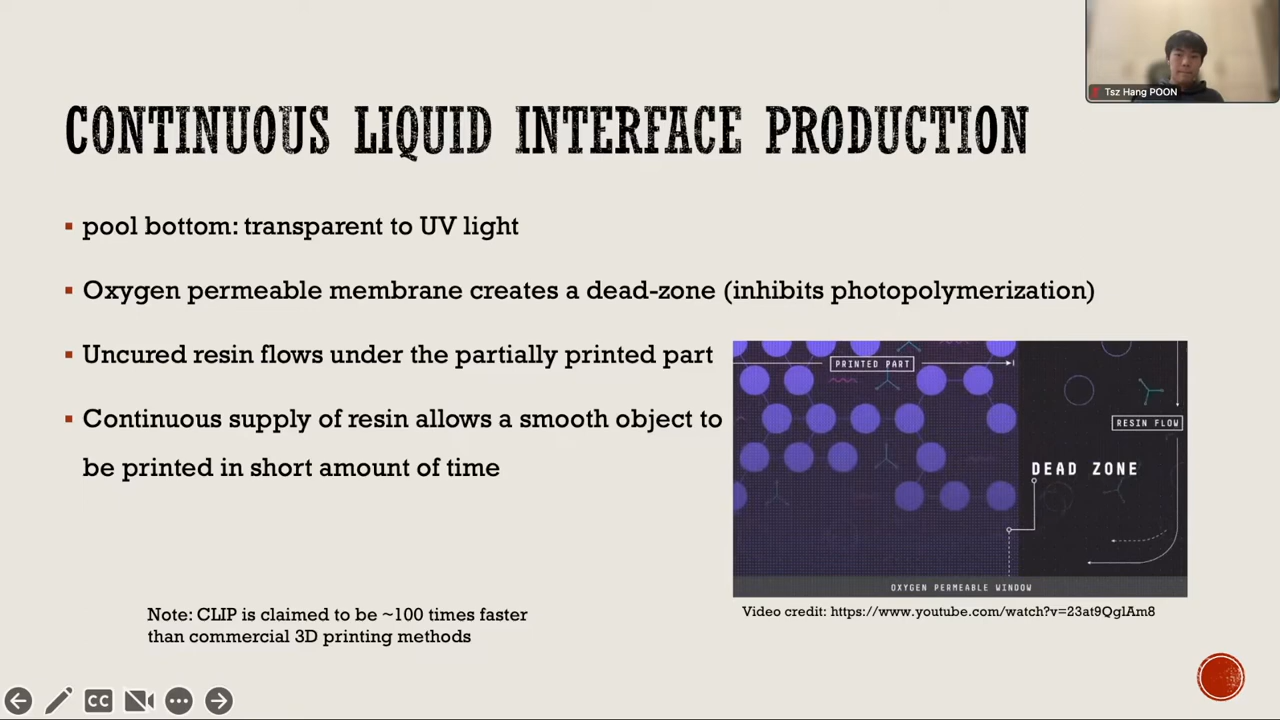 Tsz Hang POON
CONTINUOUS LIQUID INTERFACE PRODUCTION
▪ pool bottom: transparent to UV light
▪ Oxygen permeable membrane creates a dead-zone (inhibits photopolymerization)
▪ Uncured resin flows under the partially printed part
▪ Continuous supply of resin allows a smooth object to
be printed in short amount of time
PRINTED PART
RESIN FLOW
DEAD ZONE
OXYGEN PERMEABLE WINDOW
Video credit: https://www.youtube.com/watch?v=23at9QglAm8
Note: CLIP is claimed to be ~100 times faster
than commercial 3D printing methods
CC